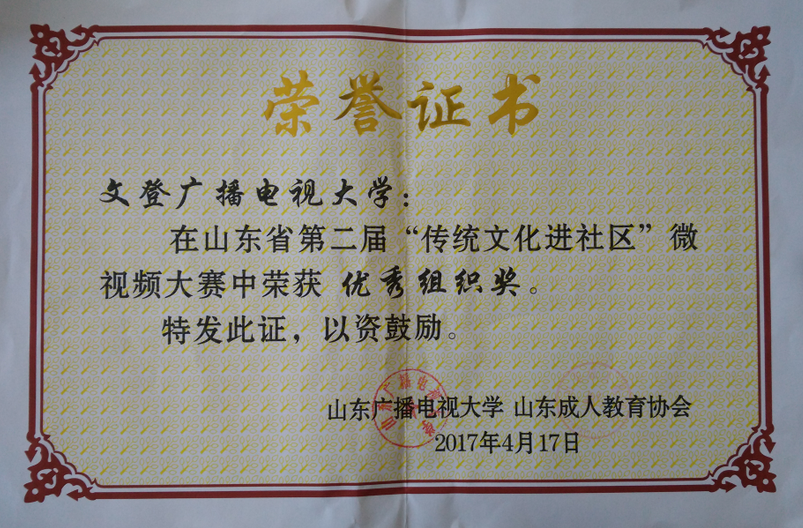 荣誉证书
文登广播电视大学：
在山东省第二届“传统文化进社区”微
视频大赛中荣获 优秀组织奖。
特发此证，以资鼓励。
山东广播电视大学 山东成人教育协会
2017年4月17日